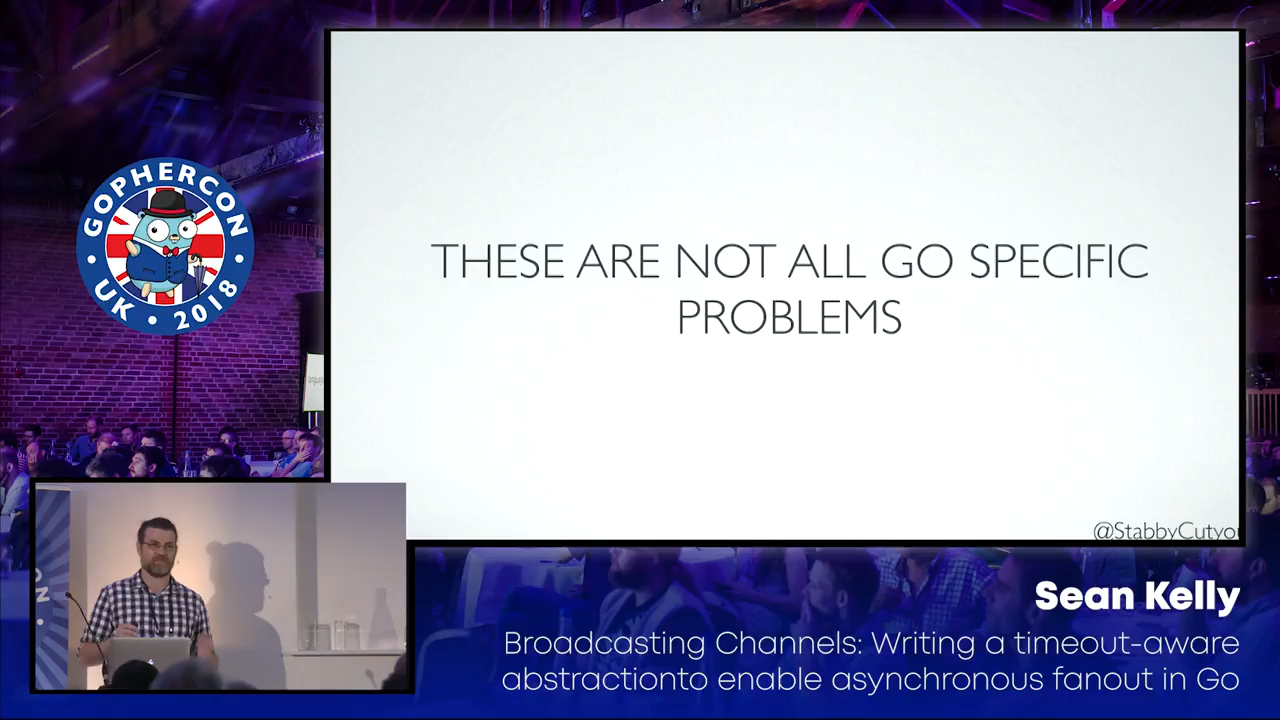 GOPHERCON
UK • 2018
THESE ARE NOT ALL GO SPECIFIC
PROBLEMS
@StabbyCutyou
Sean Kelly
Broadcasting Channels: Writing a timeout-aware
abstractionto enable asynchronous fanout in Go